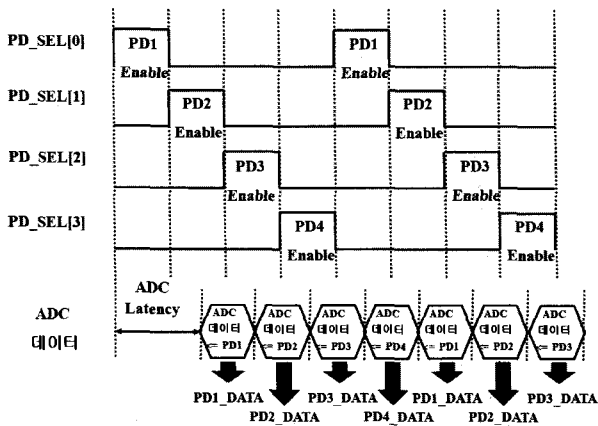 PD_SEL[0]
PD1
Enable
PD1
Enable
PD_SEL[1]
PD2
Enable
PD2
Enable
PD_SEL[2]
PD3
Enable
PD3
Enable
PD_SEL[3]
PD4
Enable
PD4
Enable
ADC
Latency
ADC
데이터
ADC
데이터
<= PD1
ADC
데이터
<= PD2
ADC
데이터
<= PD3
ADC
데이터
<= PD4
ADC
데이터
<= PD1
ADC
데이터
<= PD2
ADC
데이터
<= PD3
PD1_DATA
PD2_DATA
PD3_DATA
PD4_DATA
PD1_DATA
PD2_DATA
PD3_DATA